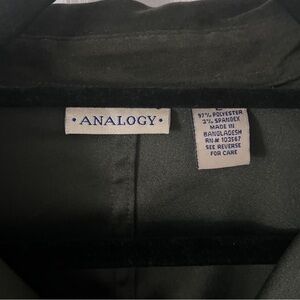 • ANALOGY •
97% POLYESTER
3% SPANDEX
MADE IN
BANGLADESH
RN# 103567
SEE REVERSE
FOR CARE